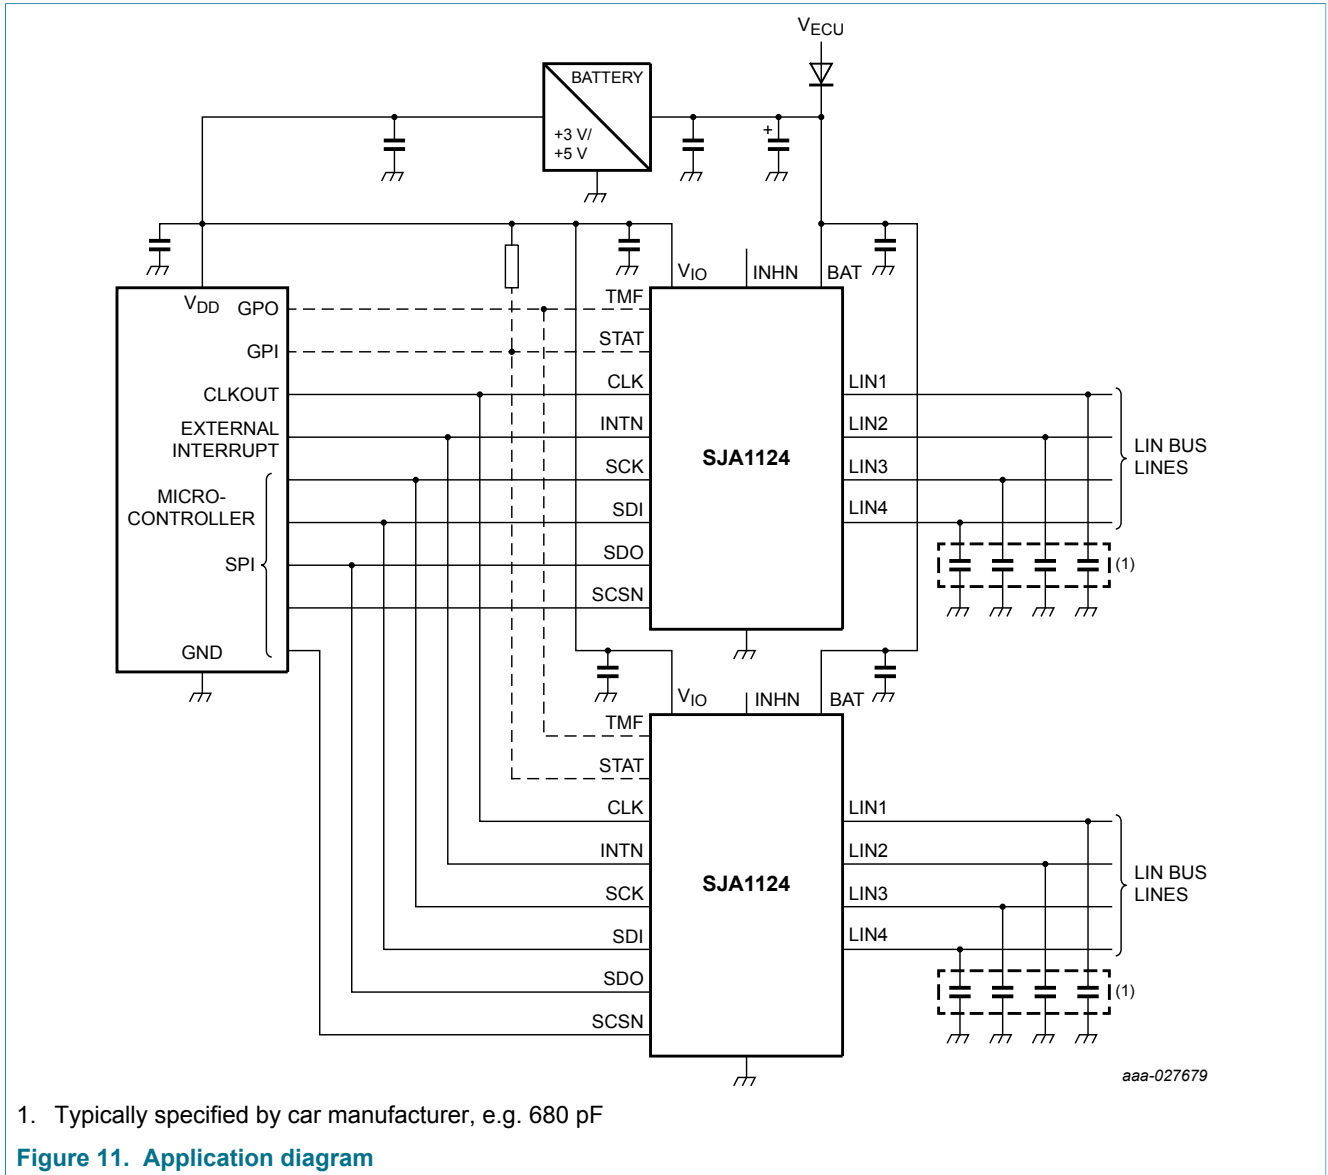 VECU
BATTERY
+3 V/
+5 V
VIO
INHN
BAT
VDD
GPO
TMF
GPI
STAT
CLKOUT
CLK
LIN1
EXTERNAL
INTERRUPT
INTN
LIN2
SJA1124
LIN BUS
LINES
SCK
LIN3
MICRO-
CONTROLLER
SDI
LIN4
SPI
SDO
(1)
SCSN
GND
VIO
INHN
BAT
TMF
STAT
CLK
LIN1
INTN
LIN2
SJA1124
LIN BUS
LINES
SCK
LIN3
SDI
LIN4
SDO
(1)
SCSN
aaa-027679
1. Typically specified by car manufacturer, e.g. 680 pF
Figure 11. Application diagram